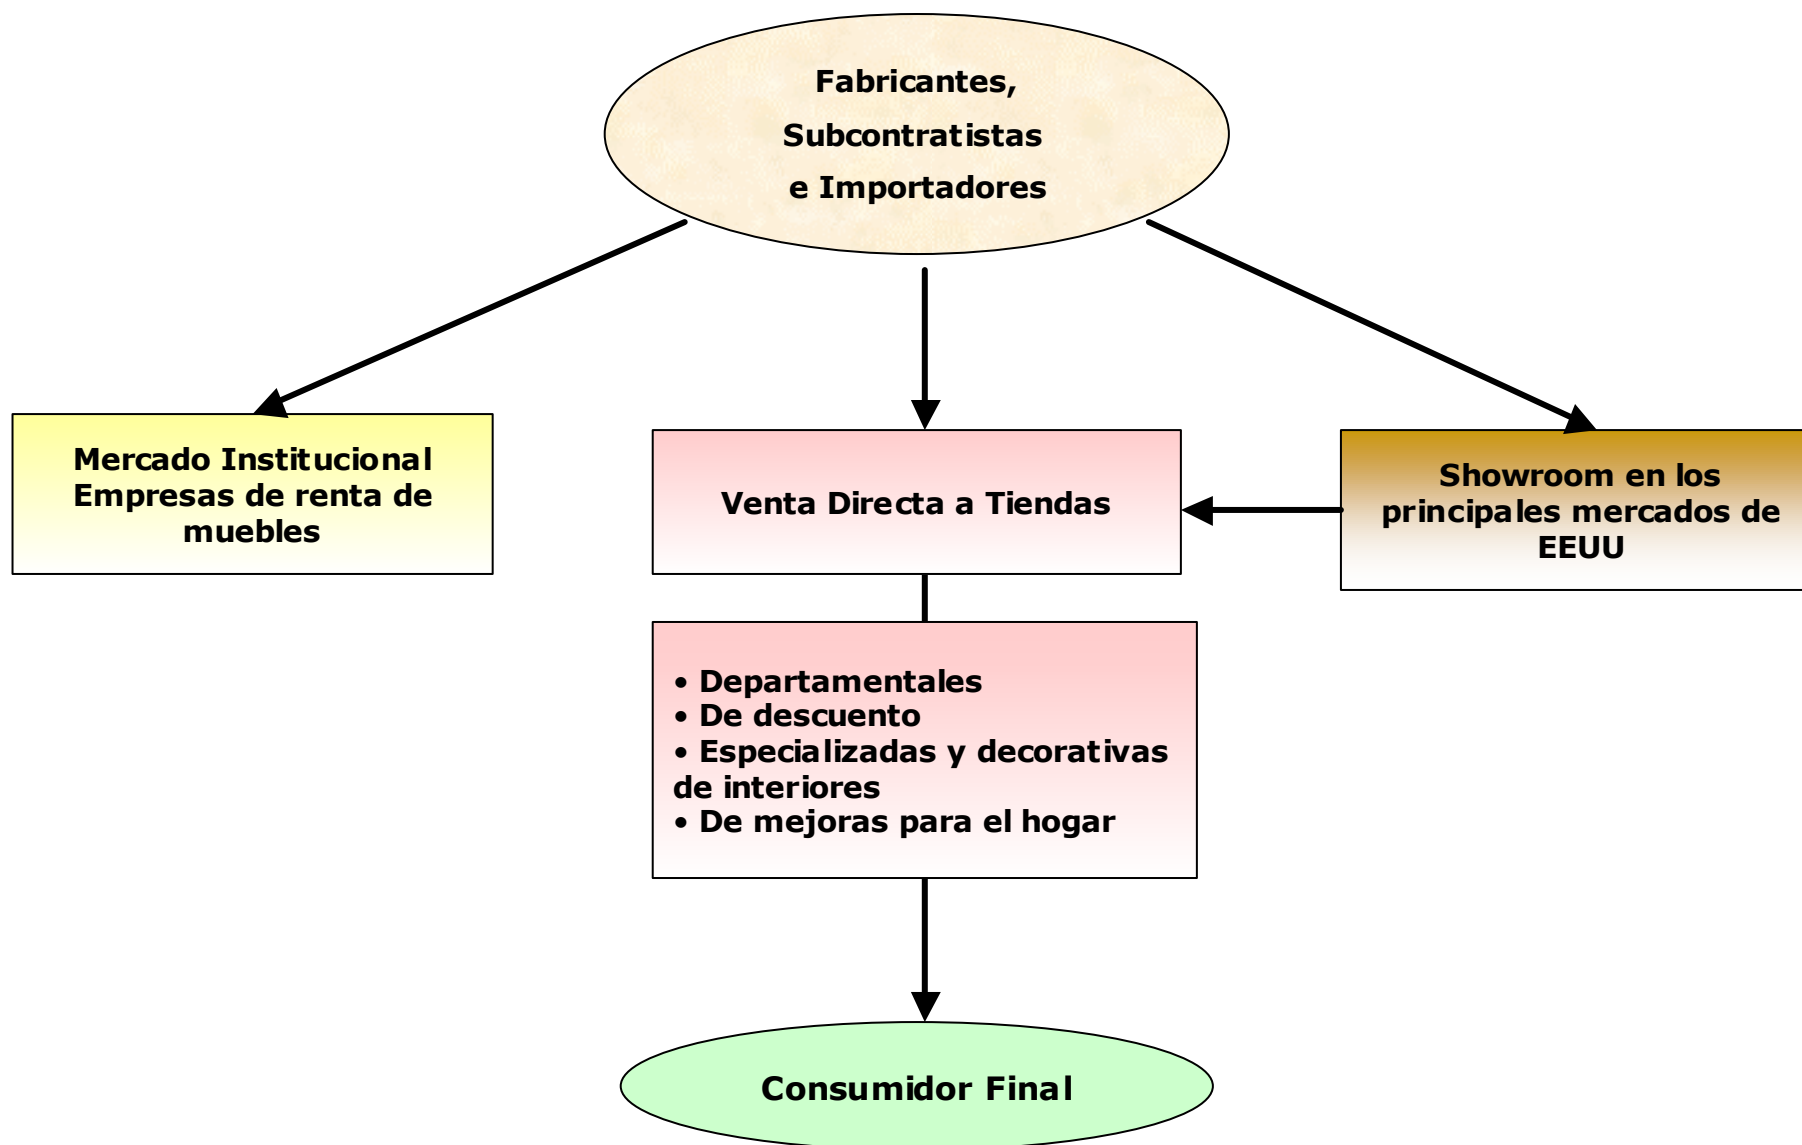 Fabricantes,
Subcontratistas
e Importadores
Mercado Institucional
Empresas de renta de
muebles
Venta Directa a Tiendas
Showroom en los
principales mercados de
EEUU
• Departamentales
• De descuento
• Especializadas y decorativas
de interiores
• De mejoras para el hogar
Consumidor Final